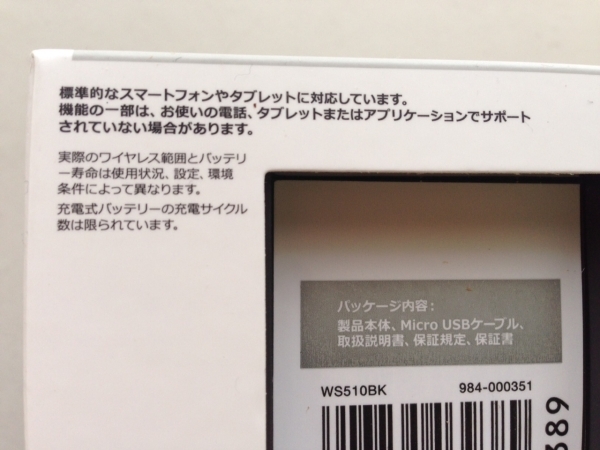 標準的なスマートフォンやタブレットに対応しています。
機能の一部は、お使いの電話、タブレットまたはアプリケーションでサポート
されていない場合があります。
実際のワイヤレス範囲とバッテリ
ー寿命は使用状況、設定、環境
条件によって異なります。
充電式バッテリーの充電サイクル
数は限られています。
パッケージ内容:
製品本体、Micro USBケーブル、
取扱説明書、保証規定、保証書
WS510BK 984-000351
389